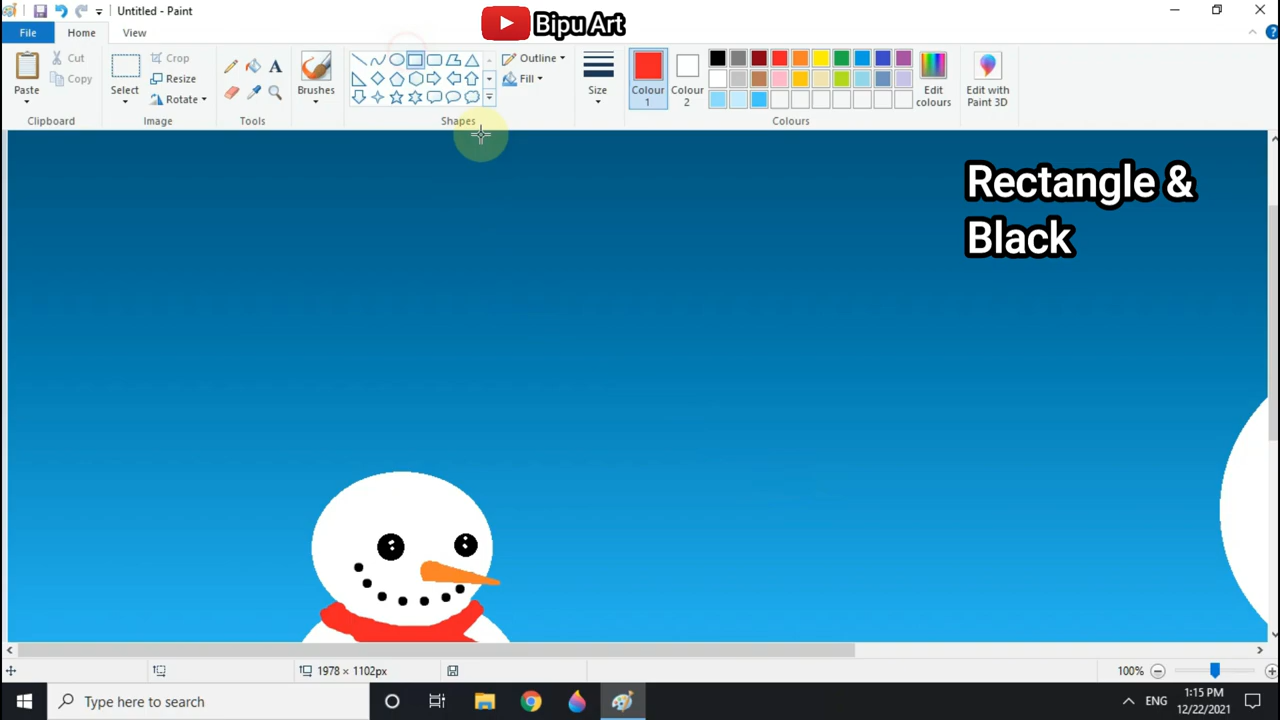 Untitled - Paint
Bipu Art
File
Home
View
Paste
Cut
Copy
Clipboard
Select
Crop
Resize
Rotate
Image
Tools
Brushes
Shapes
Outline
Fill
Size
Colour 1
Colour 2
Edit colours
Edit with Paint 3D
Colours
Rectangle &
Black
1978 × 1102px
100%
Type here to search
ENG
1:15 PM
12/22/2021